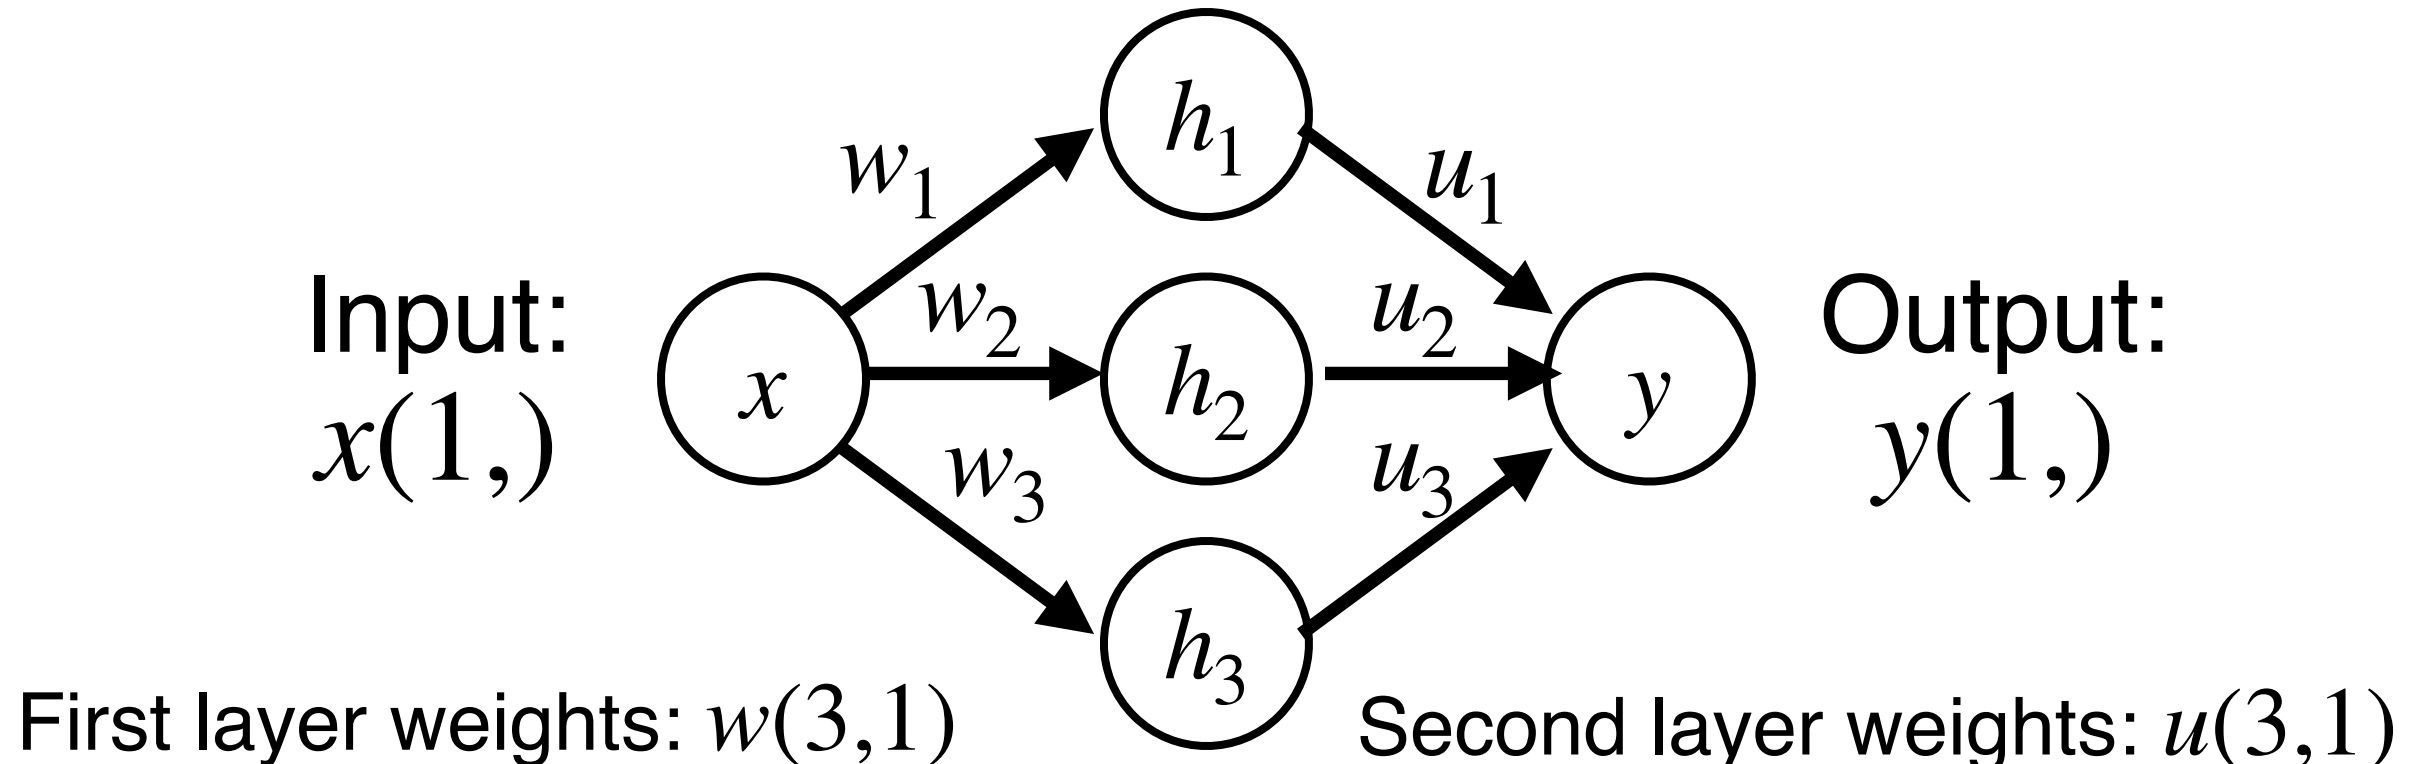 h₁
w₁
u₁
Input:
x(1,)
w₂
u₂
x
h₂
y
Output:
y(1,)
w₃
u₃
h₃
First layer weights: w(3,1)
Second layer weights: u(3,1)